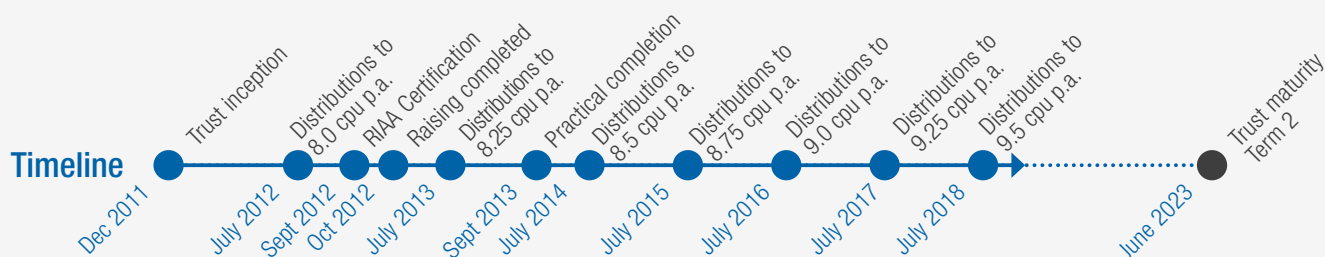 Timeline
Dec 2011
Trust inception
July 2012
Distributions to
8.0 cpu p.a.
Sept 2012
RIAA Certification
Oct 2012
Raising completed
July 2013
Distributions to
8.25 cpu p.a.
Sept 2013
Practical completion
July 2014
Distributions to
8.5 cpu p.a.
July 2015
Distributions to
8.75 cpu p.a.
July 2016
Distributions to
9.0 cpu p.a.
July 2017
Distributions to
9.25 cpu p.a.
July 2018
Distributions to
9.5 cpu p.a.
June 2023
Trust maturity
Term 2